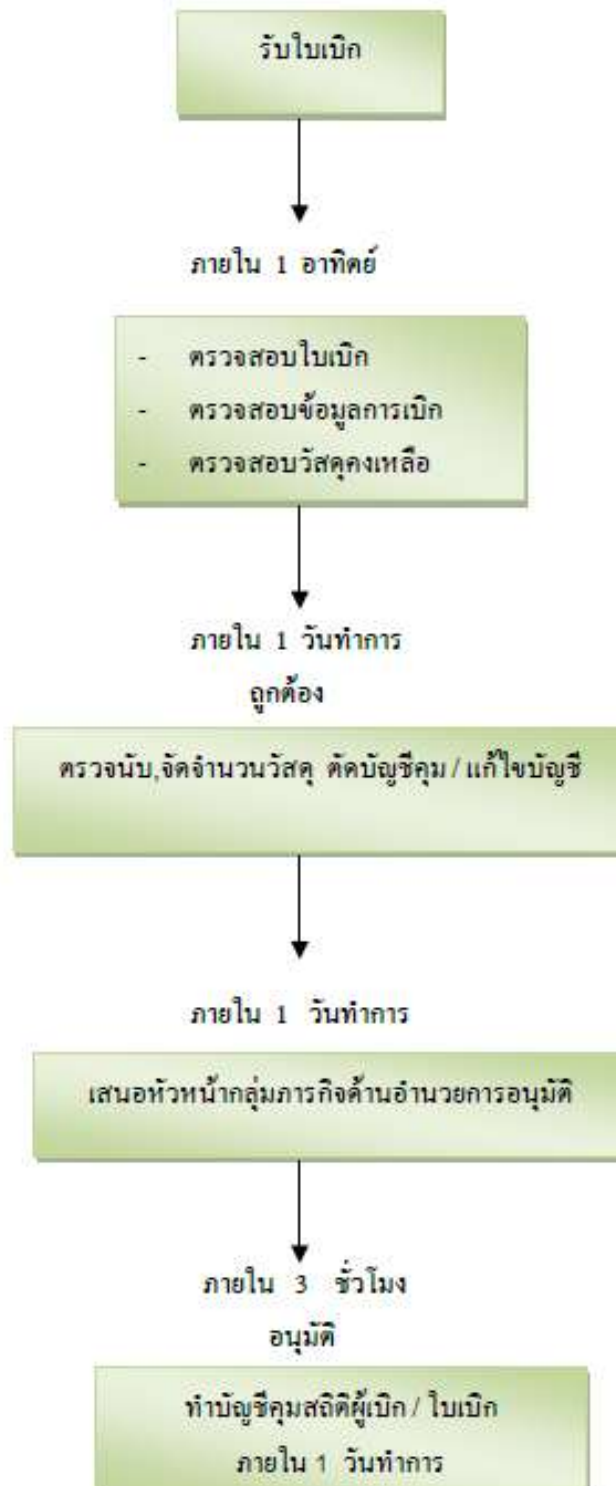 รับใบเบิก
ภายใน 1 อาทิตย์
- ตรวจสอบใบเบิก
- ตรวจสอบข้อมูลการเบิก
- ตรวจสอบวัสดุคงเหลือ
ภายใน 1 วันทำการ
ถูกต้อง
ตรวจนับ,จัดจำนวนวัสดุ ตัดบัญชีคุม / แก้ไขบัญชี
ภายใน 1 วันทำการ
เสนอหัวหน้ากลุ่มภารกิจด้านอำนวยการอนุมัติ
ภายใน 3 ชั่วโมง
อนุมัติ
ทำบัญชีคุมสถิติผู้เบิก / ใบเบิก
ภายใน 1 วันทำการ